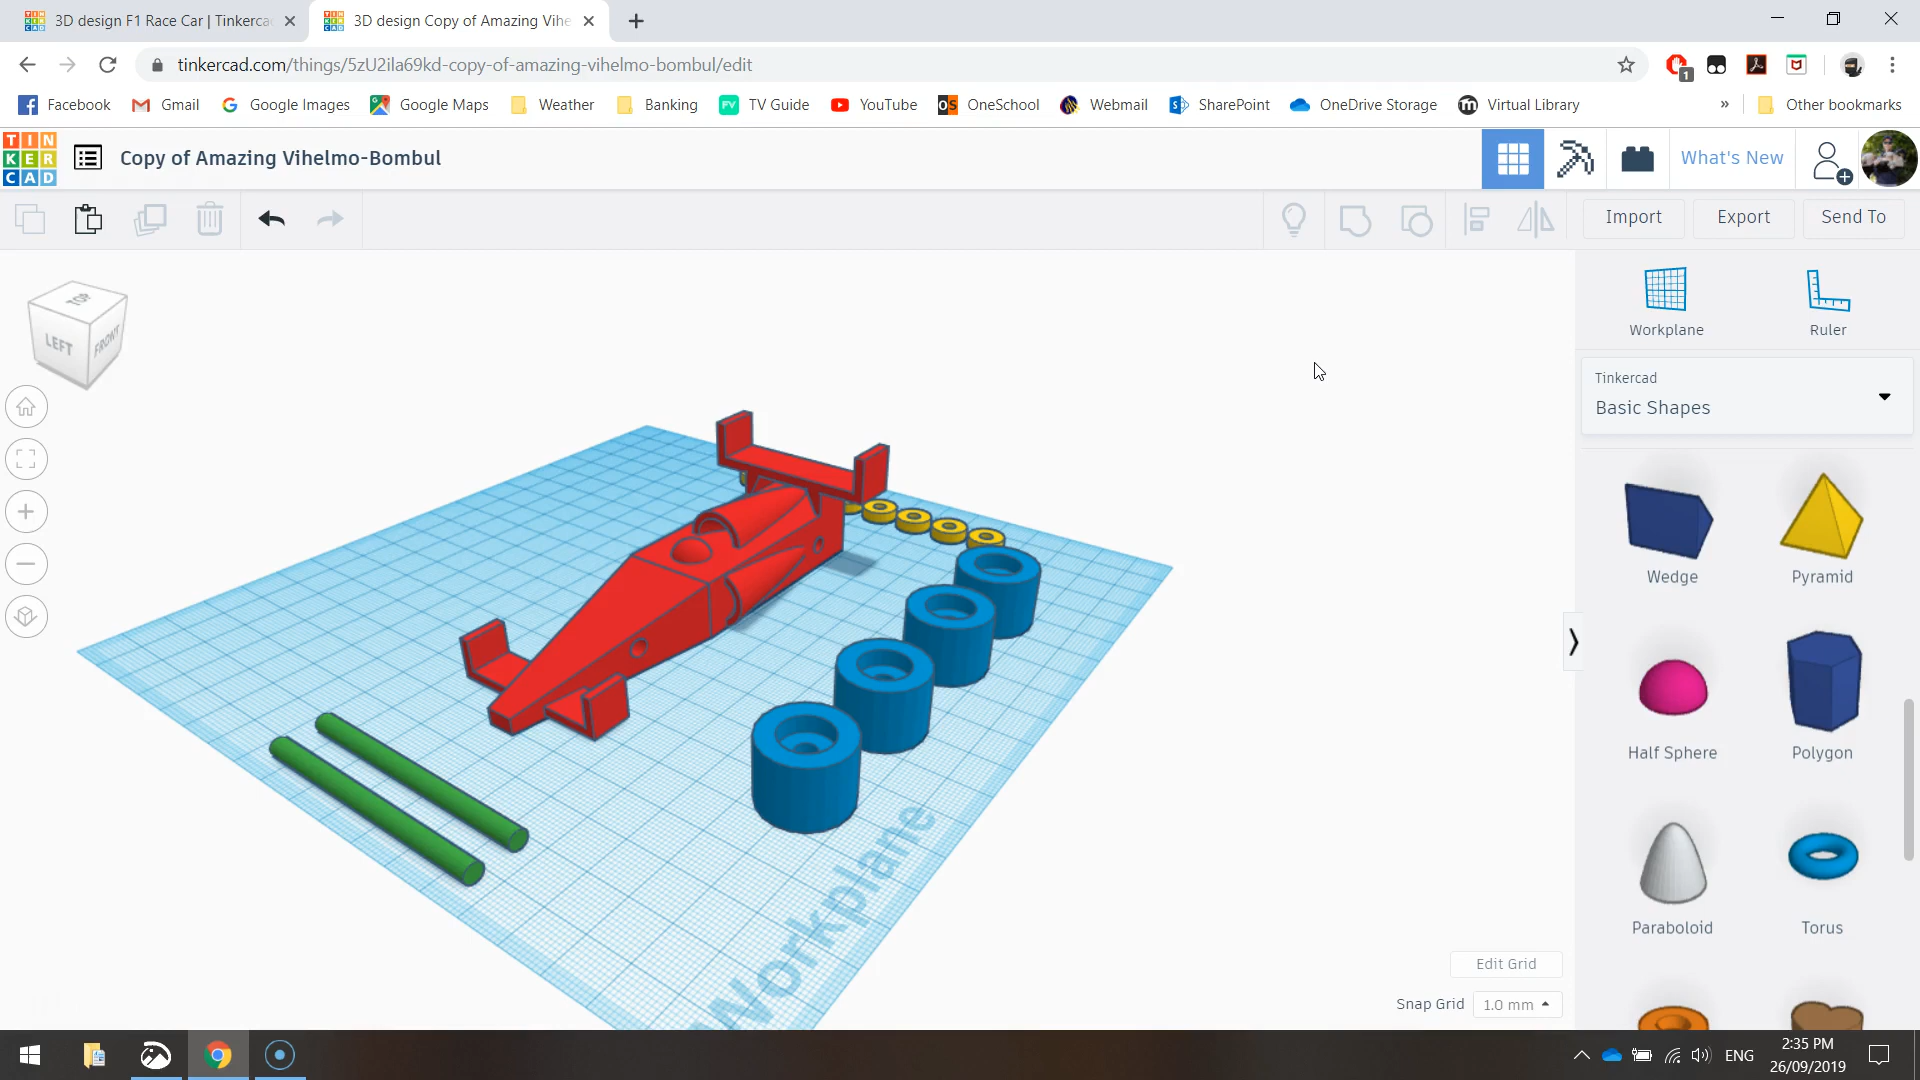 3D design F1 Race Car | Tinkerca
3D design Copy of Amazing Vihe
tinkercad.com/things/5zU2ila69kd-copy-of-amazing-vihelmo-bombul/edit
1
Facebook Gmail Google Images Google Maps Weather Banking TV Guide YouTube OneSchool Webmail SharePoint OneDrive Storage Virtual Library » Other bookmarks
TIN
KER
CAD
Copy of Amazing Vihelmo-Bombul
What's New
Import Export Send To
TOP
LEFT FRONT
Workplane Ruler
Tinkercad
Basic Shapes
Wedge Pyramid
Half Sphere Polygon
Paraboloid Torus
Workplane
Edit Grid
Snap Grid 1.0 mm
ENG
2:35 PM
26/09/2019